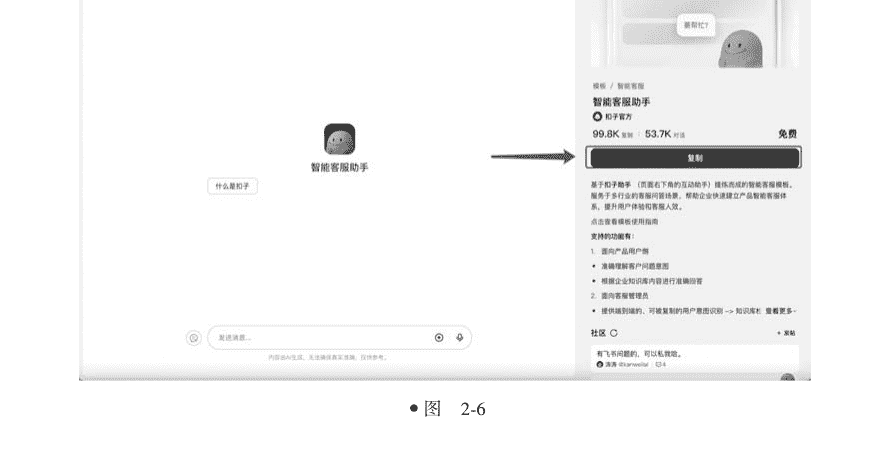 要帮忙?
模板 / 智能客服
智能客服助手
扣子官方
99.8K 复制 | 53.7K 对话 免费
复制
智能客服助手
什么是扣子
基于扣子助手 (页面右下角的互动助手) 提炼而成的智能客服模板。
服务于多行业的客服问答场景,帮助企业快速建立产品智能客服体
系,提升用户体验和客服人效。
点击查看模板使用指南
支持的功能有:
1. 面向产品用户侧
• 准确理解客户问题意图
• 根据企业知识库内容进行准确回答
2. 面向客服管理员
• 提供端到端的、可被复制的用户意图识别 –> 知识库 查看更多
社区 + 发帖
有飞书问题的,可以私我哈。
涛涛 @kanweilai 4
发送消息...
内容由AI生成,无法确保真实准确,仅供参考。
●图 2-6